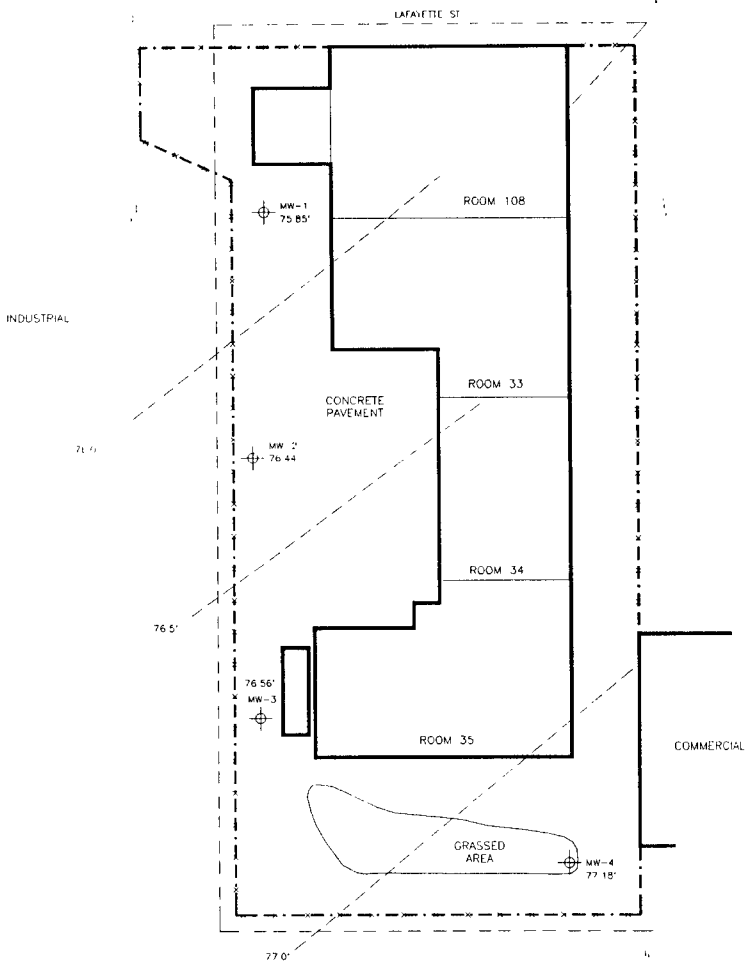 LAFAYETTE ST
MW-1
75.85'
ROOM 108
INDUSTRIAL
ROOM 33
CONCRETE
PAVEMENT
MW-2
76.44
ROOM 34
76.5'
76.56'
MW-3
ROOM 35
COMMERCIAL
GRASSED
AREA
MW-4
77.18'
77.0'